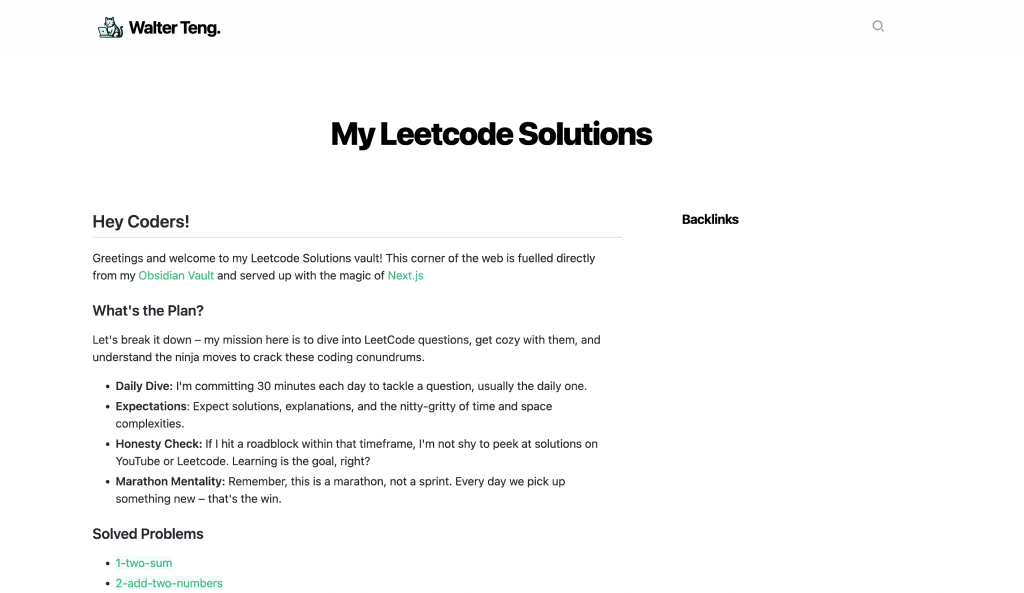 Walter Teng.
My Leetcode Solutions
Hey Coders!
Backlinks
Greetings and welcome to my Leetcode Solutions vault! This corner of the web is fuelled directly
from my Obsidian Vault and served up with the magic of Next.js
What's the Plan?
Let's break it down – my mission here is to dive into LeetCode questions, get cozy with them, and
understand the ninja moves to crack these coding conundrums.
• Daily Dive: I'm committing 30 minutes each day to tackle a question, usually the daily one.
• Expectations: Expect solutions, explanations, and the nitty-gritty of time and space
complexities.
• Honesty Check: If I hit a roadblock within that timeframe, I'm not shy to peek at solutions on
YouTube or Leetcode. Learning is the goal, right?
• Marathon Mentality: Remember, this is a marathon, not a sprint. Every day we pick up
something new – that's the win.
Solved Problems
• 1-two-sum
• 2-add-two-numbers